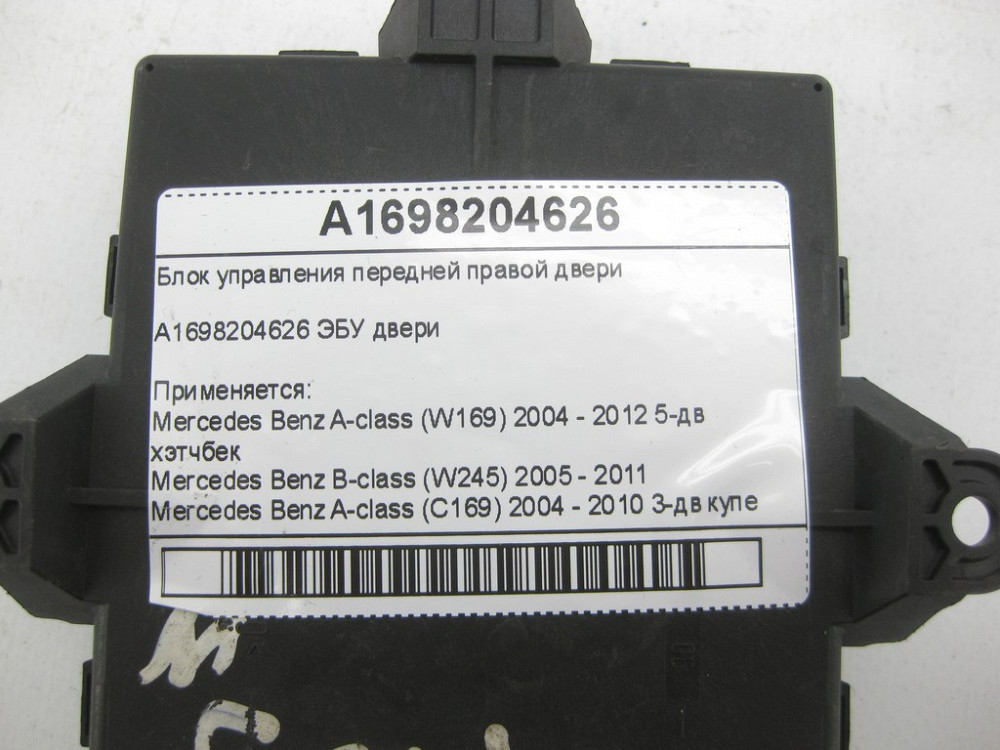 A1698204626
Блок управления передней правой двери
A1698204626 ЭБУ двери
Применяется:
Mercedes Benz A-class (W169) 2004 - 2012 5-дв
хэтчбек
Mercedes Benz B-class (W245) 2005 - 2011
Mercedes Benz A-class (C169) 2004 - 2010 3-дв купе